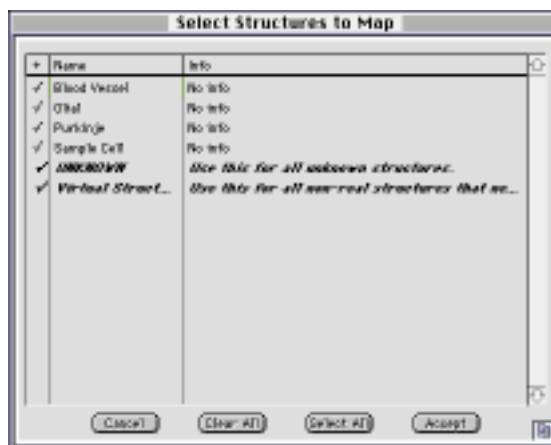 Select Structures to Map
+ Name Info
✓ Blood Vessel No info
✓ Glial No info
✓ Purkinje No info
✓ Sample Cell No info
✓ UNKNOWN Use this for all unknown structures.
✓ Virtual Struct... Use this for all non-real structures that ne...
Cancel Clear All Select All Accept